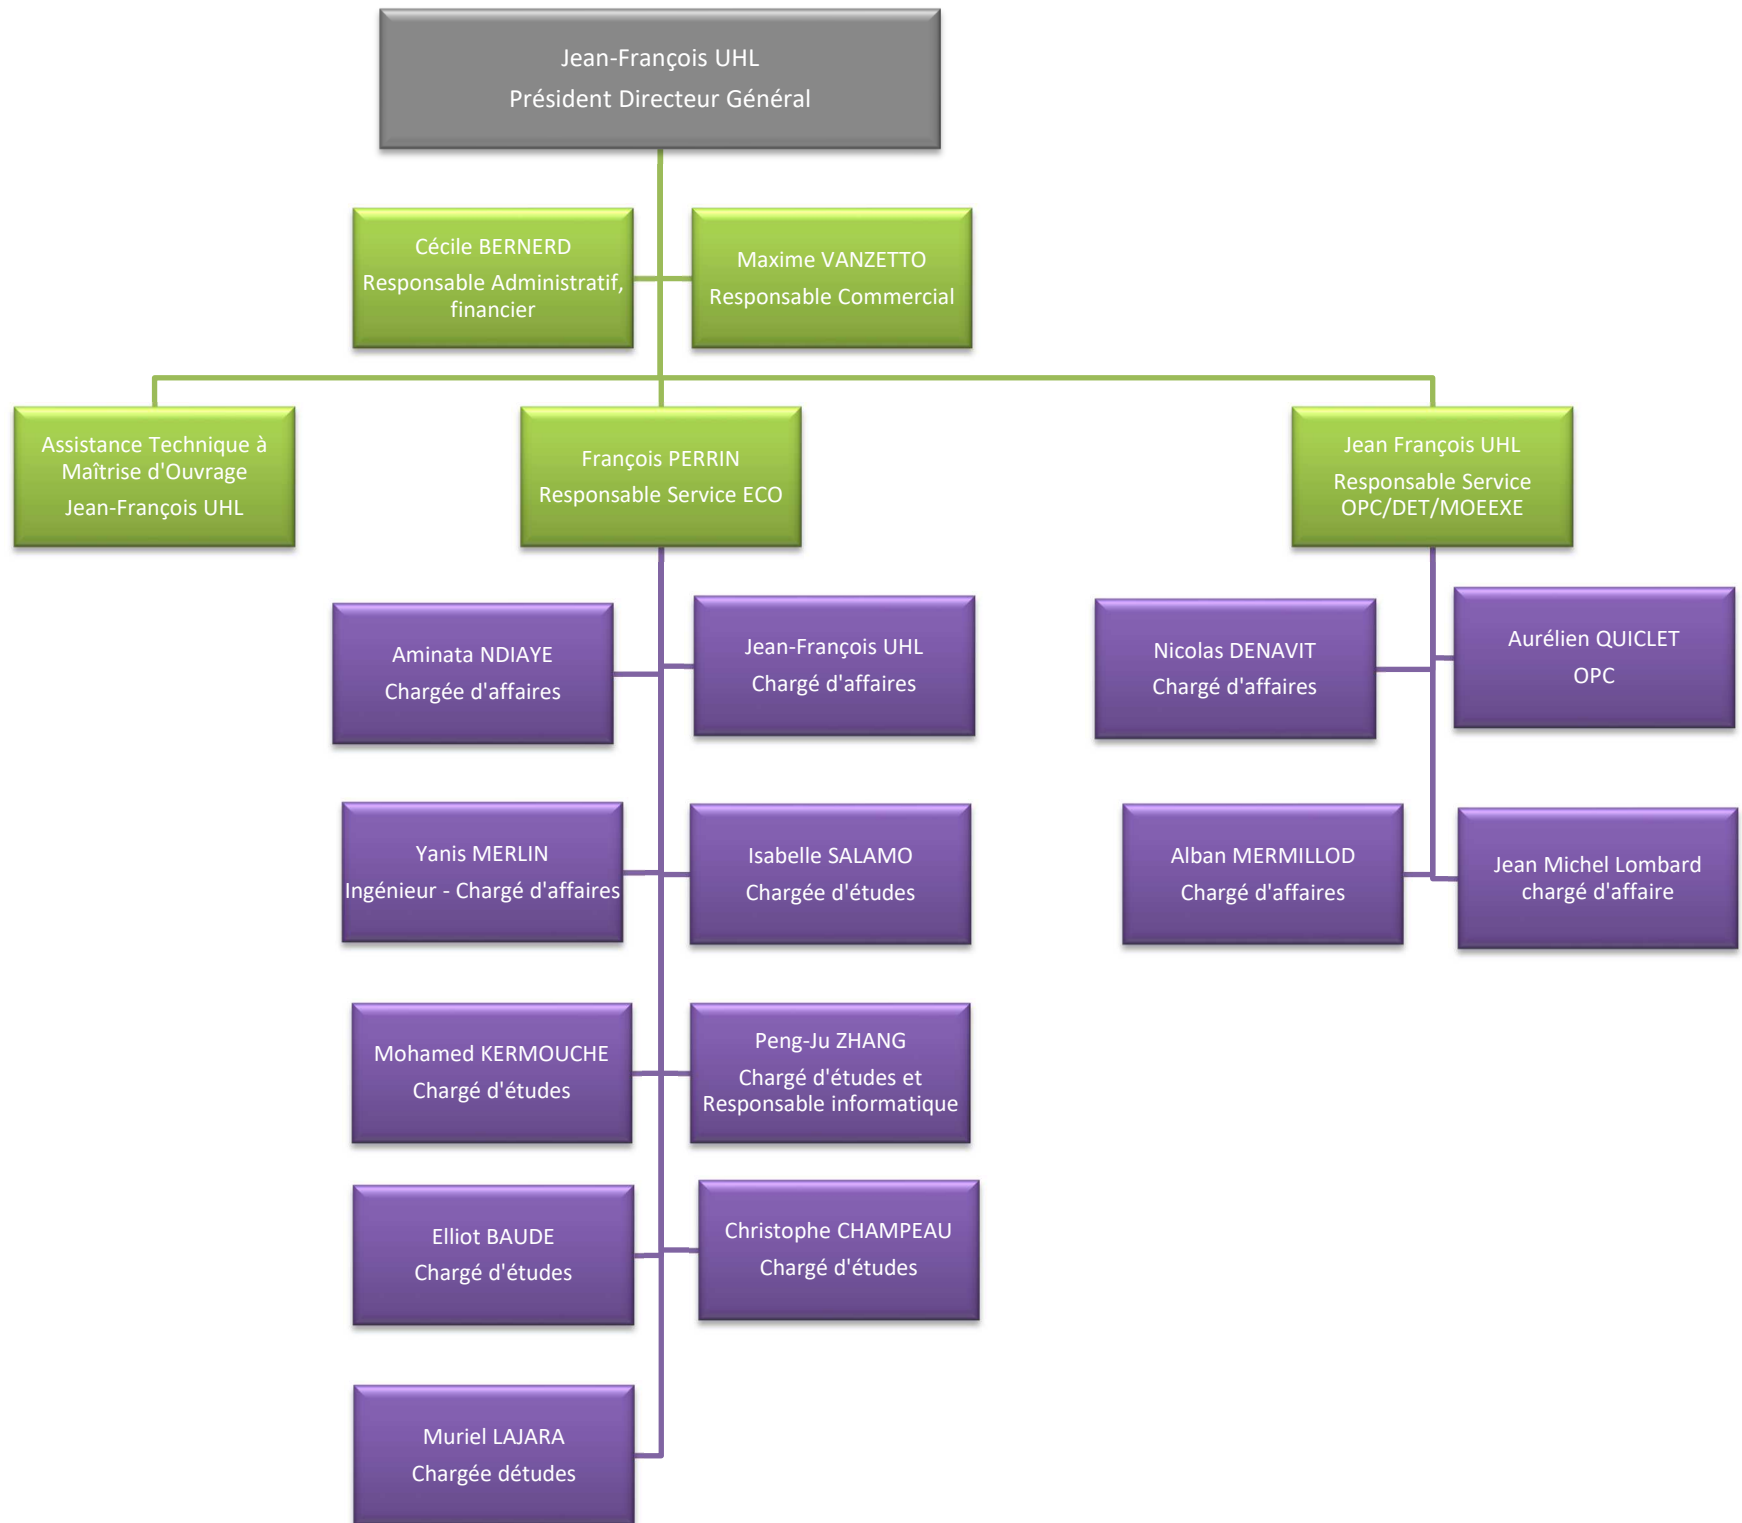 Jean-François UHL
Président Directeur Général
Cécile BERNERD
Responsable Administratif,
financier
Maxime VANZETTO
Responsable Commercial
Assistance Technique à
Maîtrise d'Ouvrage
Jean-François UHL
François PERRIN
Responsable Service ECO
Jean François UHL
Responsable Service
OPC/DET/MOEEXE
Aminata NDIAYE
Chargée d'affaires
Jean-François UHL
Chargé d'affaires
Nicolas DENAVIT
Chargé d'affaires
Aurélien QUICLET
OPC
Yanis MERLIN
Ingénieur - Chargé d'affaires
Isabelle SALAMO
Chargée d'études
Alban MERMILLOD
Chargé d'affaires
Jean Michel Lombard
chargé d'affaire
Mohamed KERMOUCHE
Chargé d'études
Peng-Ju ZHANG
Chargé d'études et
Responsable informatique
Elliot BAUDE
Chargé d'études
Christophe CHAMPEAU
Chargé d'études
Muriel LAJARA
Chargée détudes